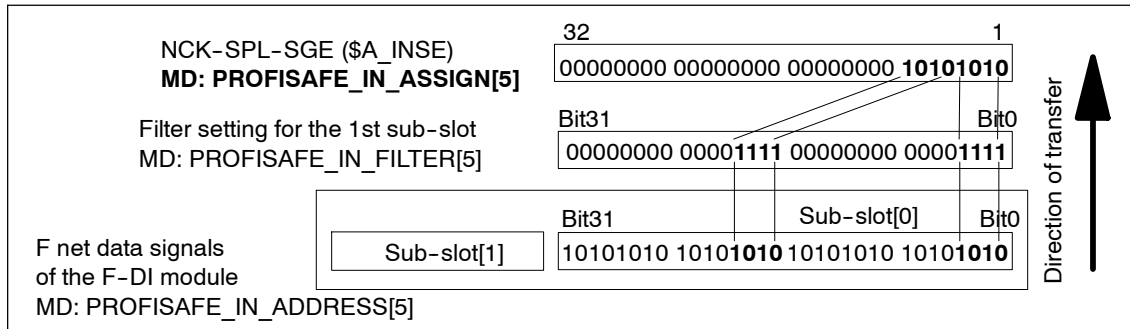 32 1
NCK-SPL-SGE ($A_INSE)
00000000 00000000 00000000 10101010
MD: PROFISAFE_IN_ASSIGN[5]
Bit31 Bit0
Filter setting for the 1st sub-slot
00000000 00001111 00000000 00001111
MD: PROFISAFE_IN_FILTER[5]
Bit31 Sub-slot[0] Bit0
F net data signals
Sub-slot[1] 10101010 10101010 10101010 10101010
of the F-DI module
MD: PROFISAFE_IN_ADDRESS[5]
Direction of transfer